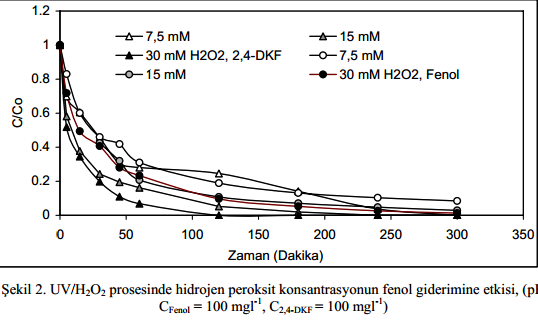 1.2
1
0.8
0.6
0.4
0.2
0
C/Co
7,5 mM
15 mM
30 mM H2O2, 2,4-DKF
7,5 mM
15 mM
30 mM H2O2, Fenol
0 50 100 150 200 250 300 350
Zaman (Dakika)
Şekil 2. UV/H₂O₂ prosesinde hidrojen peroksit konsantrasyonun fenol giderimine etkisi, (pH
C_Fenol = 100 mgl⁻¹, C_2,4-DKF = 100 mgl⁻¹)